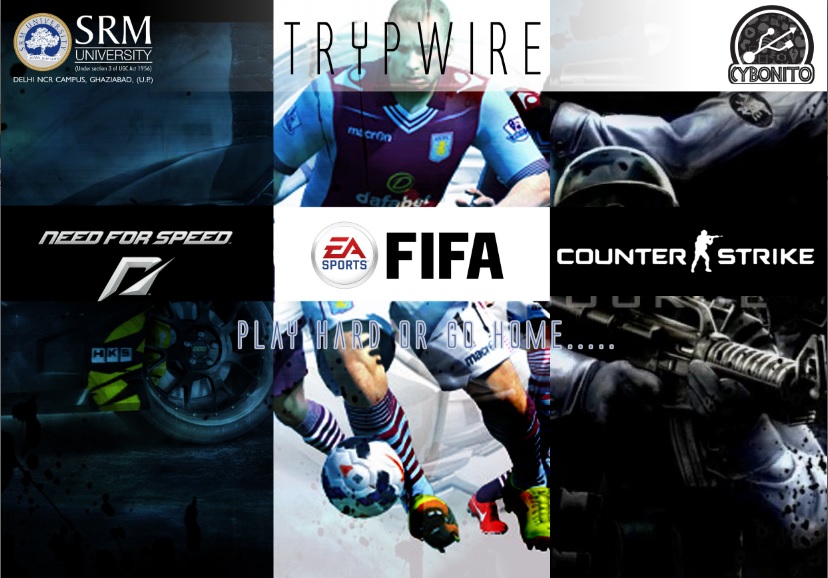 SRM
UNIVERSITY
(Under section 3 of UGC Act 1956)
DELHI NCR CAMPUS, GHAZIABAD, (U.P)
TRYPWIRE
CYBONITO
macron
dafabet
NEED FOR SPEED
EA
SPORTS
FIFA
COUNTER STRIKE
PLAY HARD OR GO HOME.....
HKS
macron